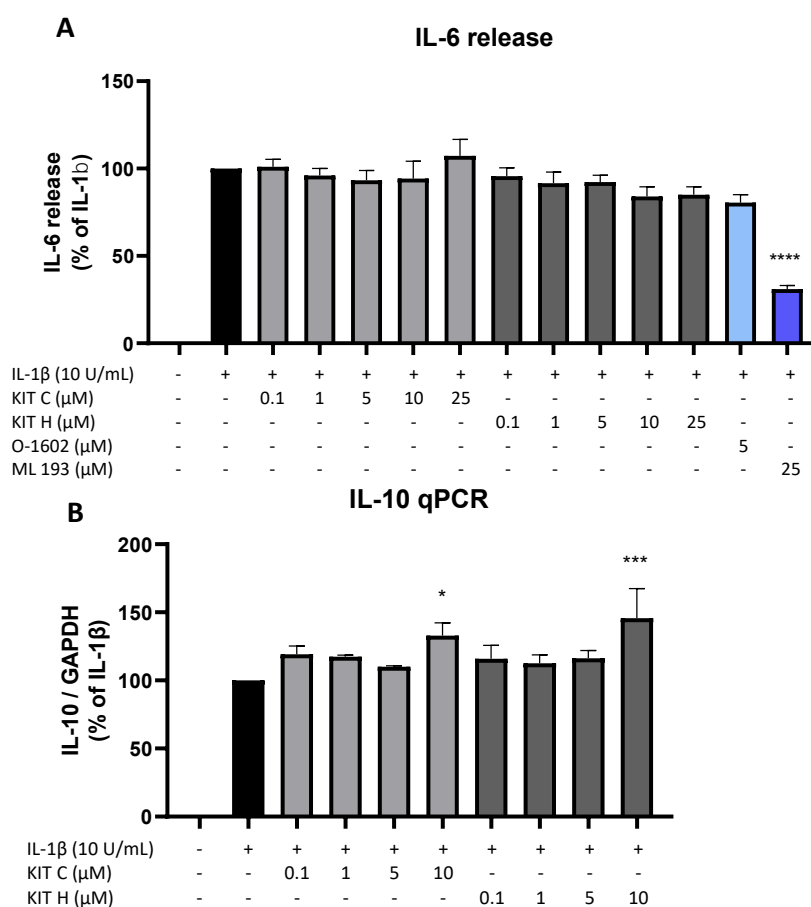 A
IL-6 release
IL-6 release
(% of IL-1b)
150
100
50
0
****
IL-1β (10 U/mL) - + + + + + + + + + + + + +
KIT C (μM) - - 0.1 1 5 10 25 - - - - - - -
KIT H (μM) - - - - - - - 0.1 1 5 10 25 - -
O-1602 (μM) - - - - - - - - - - - - 5 -
ML 193 (μM) - - - - - - - - - - - - - 25
B
IL-10 qPCR
IL-10 / GAPDH
(% of IL-1β)
200
150
100
50
0
*
***
IL-1β (10 U/mL) - + + + + + + + + +
KIT C (μM) - - 0.1 1 5 10 - - - -
KIT H (μM) - - - - - - 0.1 1 5 10